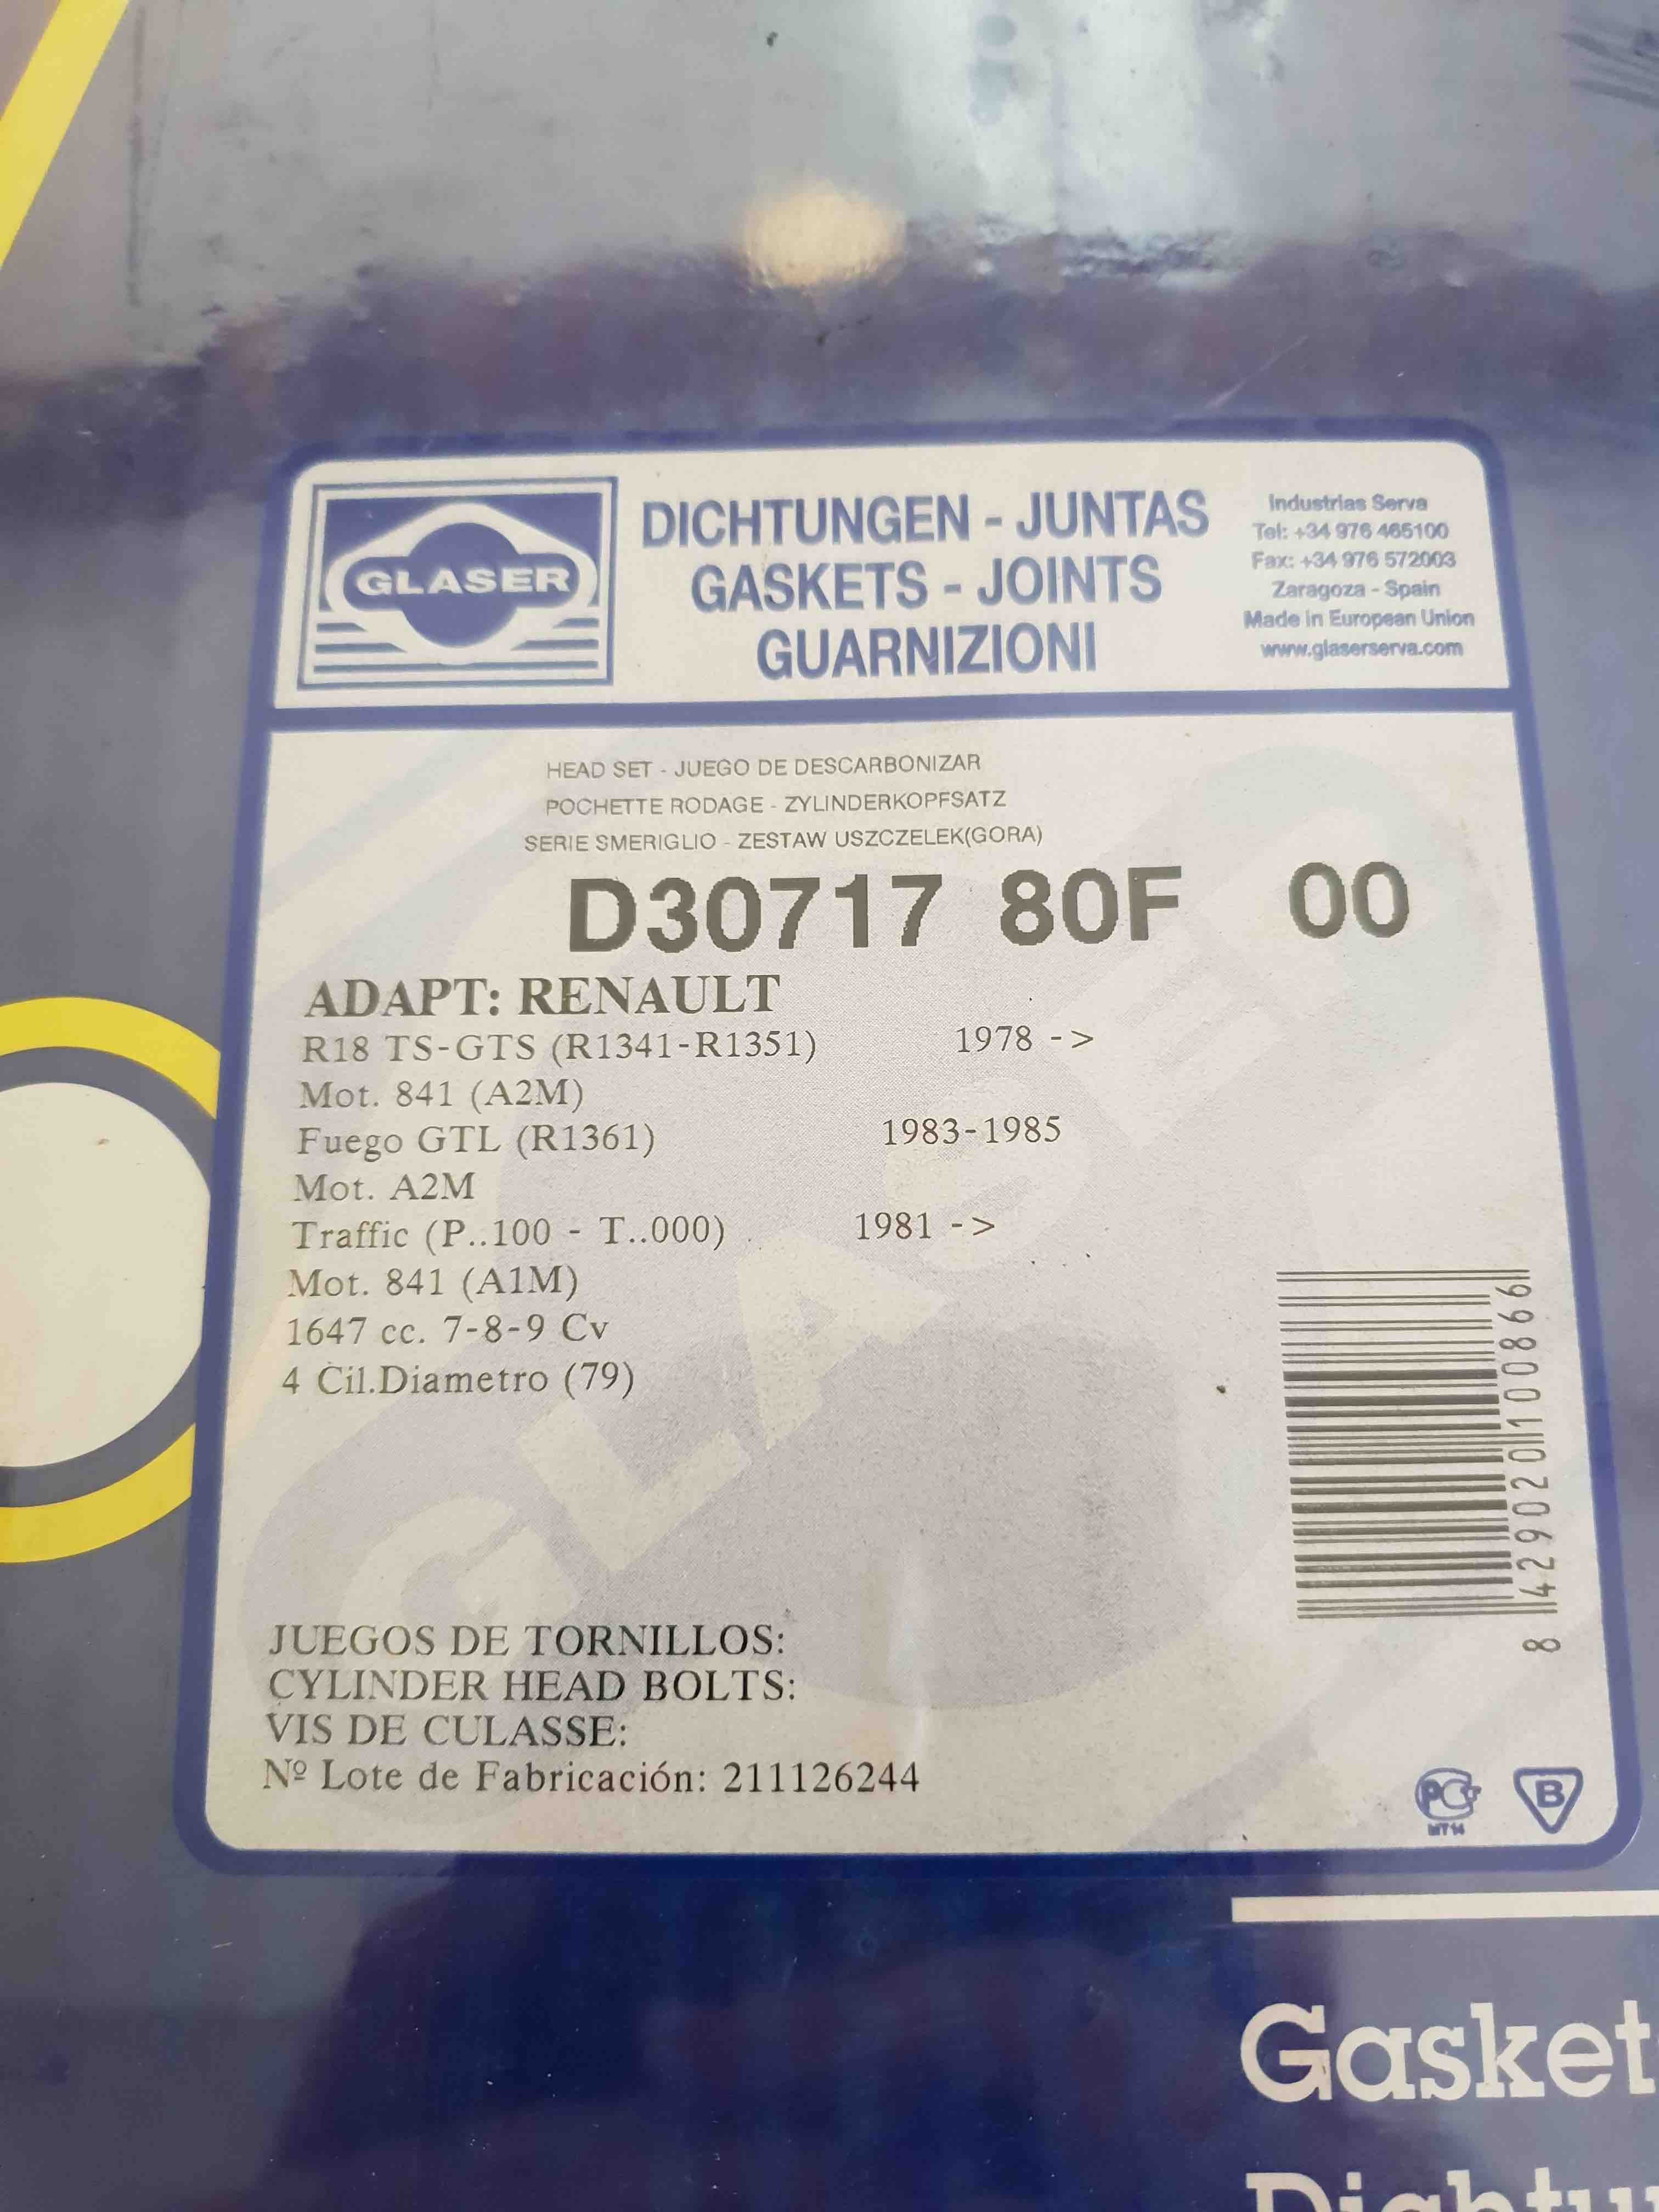 GLASER
DICHTUNGEN - JUNTAS
GASKETS - JOINTS
GUARNIZIONI
Industrias Serva
Tel: +34 976 465100
Fax: +34 976 572003
Zaragoza - Spain
Made in European Union
www.glaserserva.com
HEAD SET - JUEGO DE DESCARBONIZAR
POCHETTE RODAGE - ZYLINDERKOPFSATZ
SERIE SMERIGLIO - ZESTAW USZCZELEK(GORA)
D30717 80F 00
ADAPT: RENAULT
R18 TS-GTS (R1341-R1351) 1978 ->
Mot. 841 (A2M)
Fuego GTL (R1361) 1983-1985
Mot. A2M
Traffic (P..100 - T..000) 1981 ->
Mot. 841 (A1M)
1647 cc. 7-8-9 Cv
4 Cil.Diametro (79)
GLASER
8 429020 100866
JUEGOS DE TORNILLOS:
CYLINDER HEAD BOLTS:
VIS DE CULASSE:
Nº Lote de Fabricación: 211126244
MT14
B
Gasket